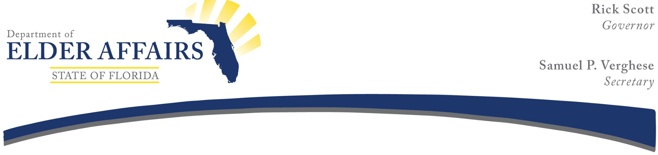 Department of
ELDER AFFAIRS
STATE OF FLORIDA
Rick Scott
Governor
Samuel P. Verghese
Secretary